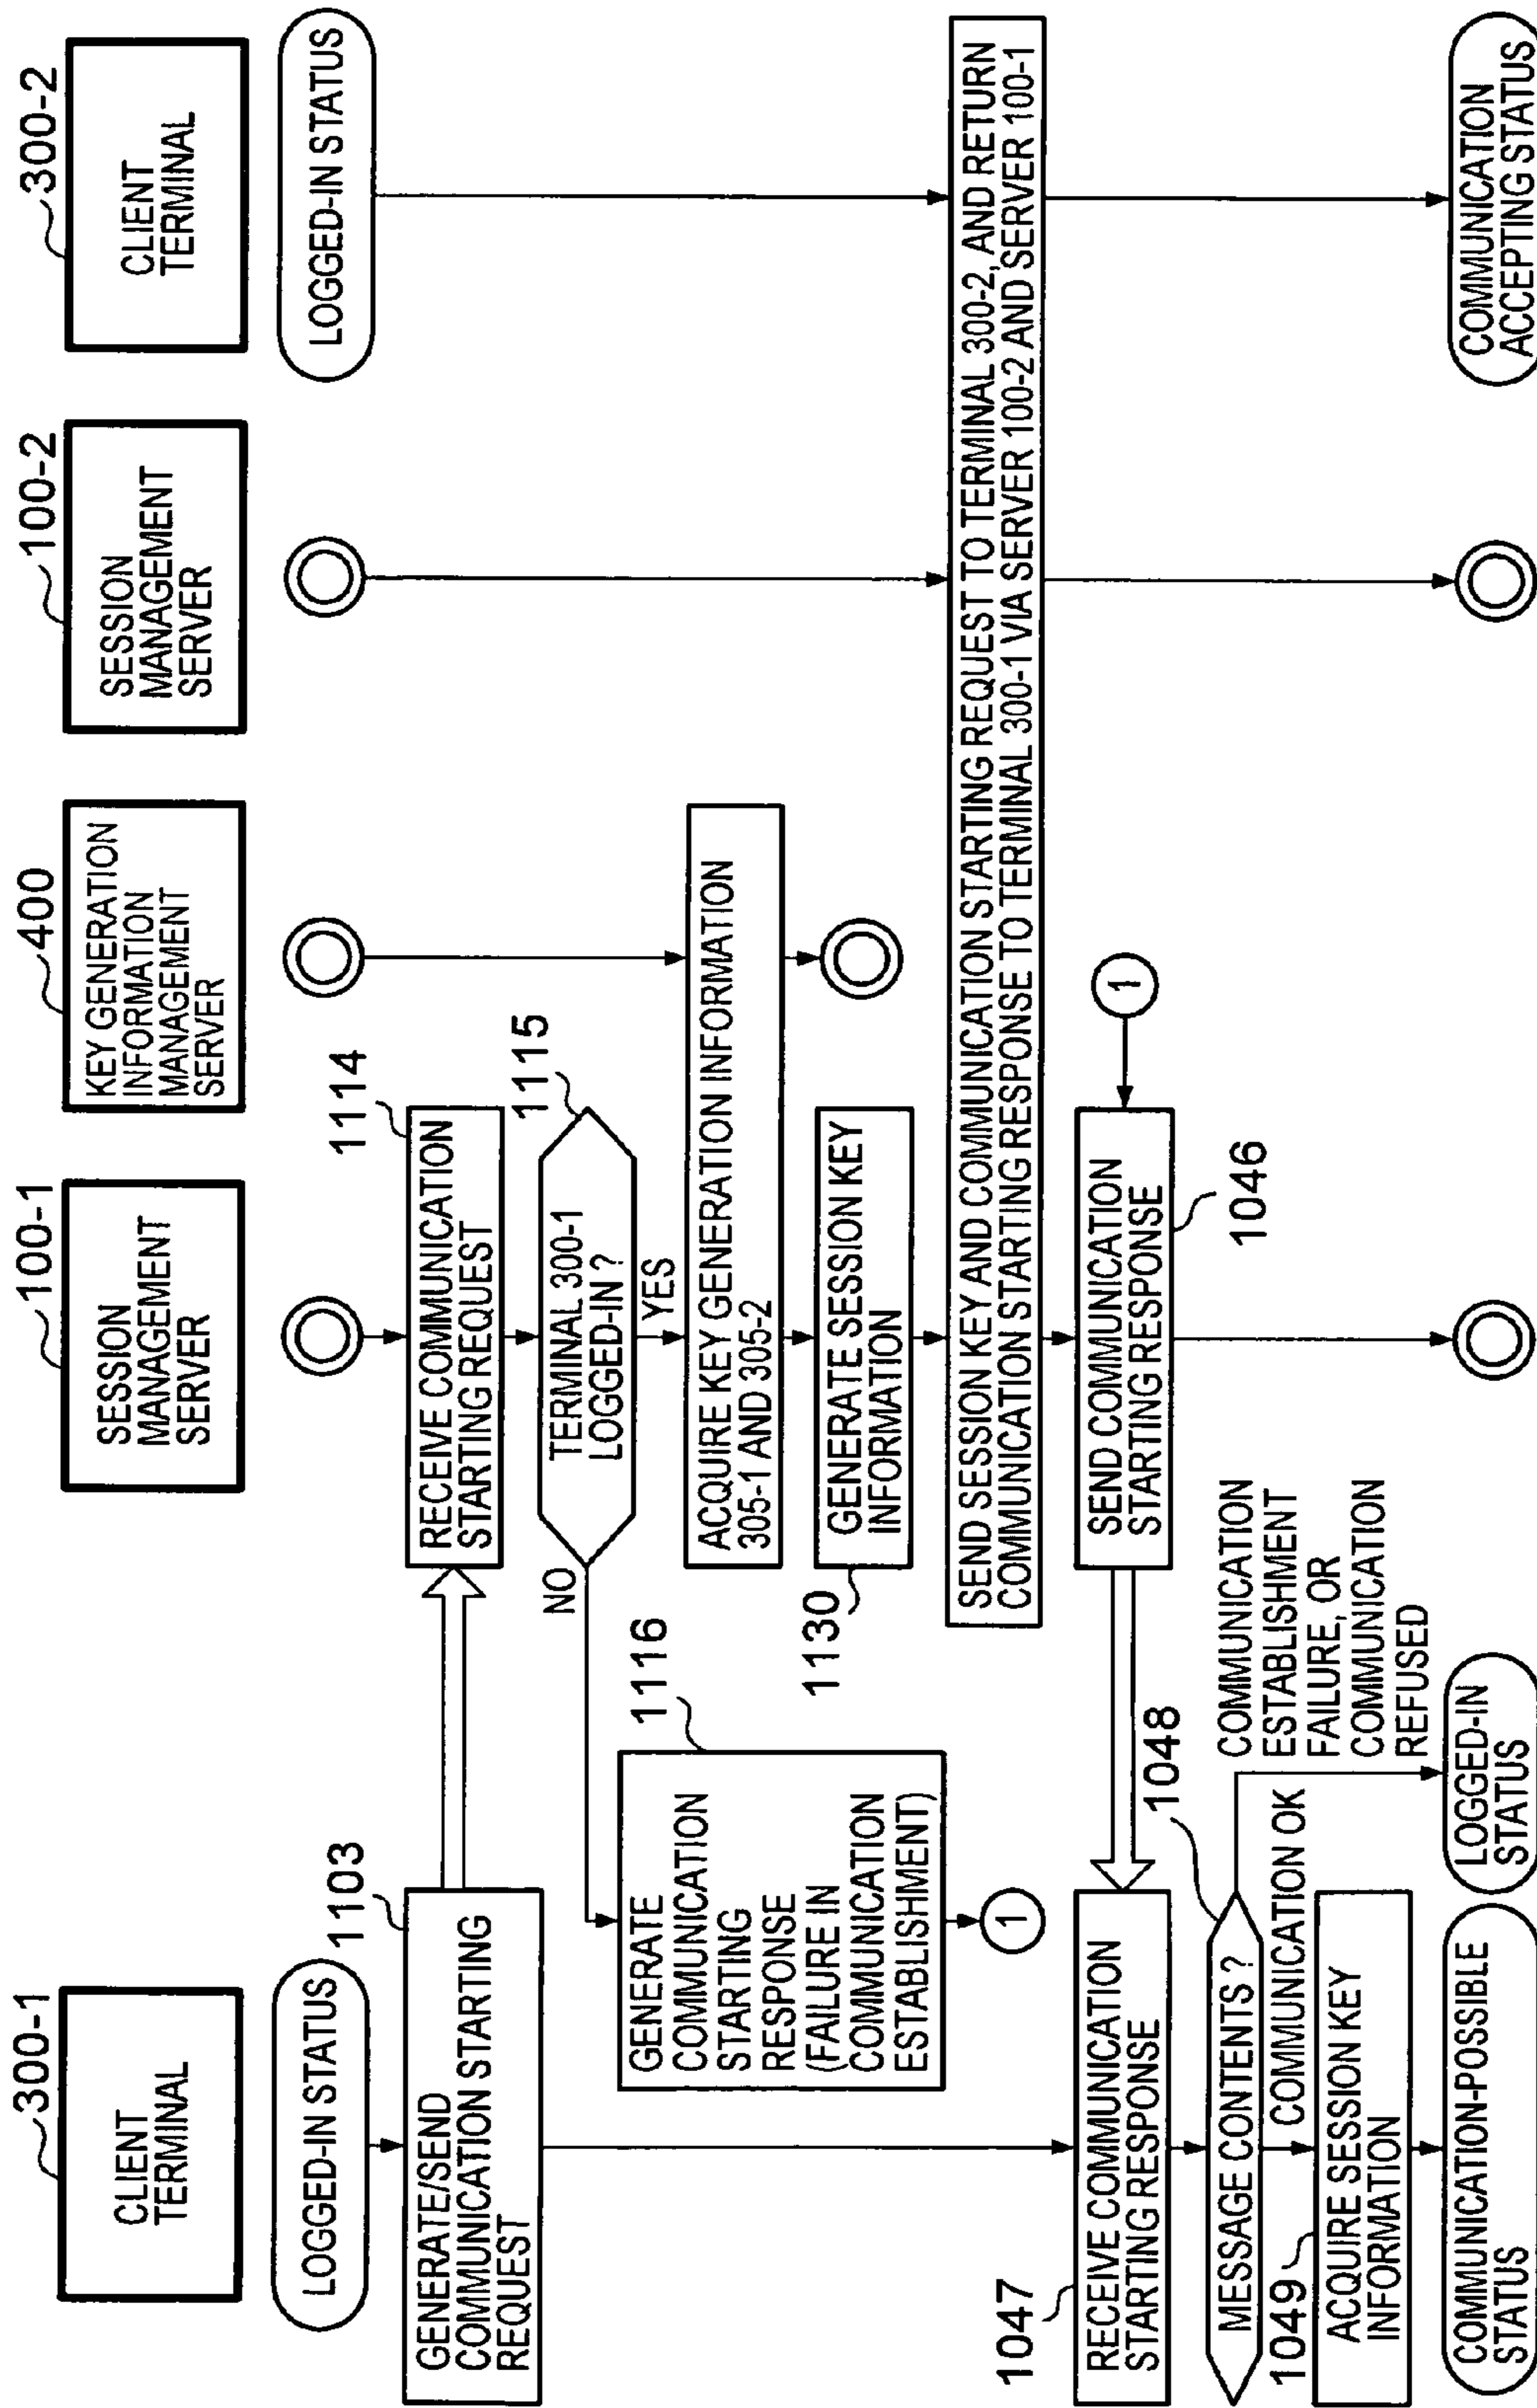 300-1
CLIENT
TERMINAL
100-1
SESSION
MANAGEMENT
SERVER
400
KEY GENERATION
INFORMATION
MANAGEMENT
SERVER
100-2
SESSION
MANAGEMENT
SERVER
300-2
CLIENT
TERMINAL
LOGGED-IN STATUS
LOGGED-IN STATUS
1103
GENERATE/SEND
COMMUNICATION STARTING
REQUEST
1114
RECEIVE COMMUNICATION
STARTING REQUEST
1115
TERMINAL 300-1
LOGGED-IN ?
NO
YES
1116
GENERATE
COMMUNICATION
STARTING
RESPONSE
(FAILURE IN
COMMUNICATION
ESTABLISHMENT)
1
ACQUIRE KEY GENERATION INFORMATION
305-1 AND 305-2
1130
GENERATE SESSION KEY
INFORMATION
SEND SESSION KEY AND COMMUNICATION STARTING REQUEST TO TERMINAL 300-2, AND RETURN
COMMUNICATION STARTING RESPONSE TO TERMINAL 300-1 VIA SERVER 100-2 AND SERVER 100-1
1
SEND COMMUNICATION
STARTING RESPONSE
1046
1047
RECEIVE COMMUNICATION
STARTING RESPONSE
1048
MESSAGE CONTENTS ?
COMMUNICATION
ESTABLISHMENT
FAILURE, OR
COMMUNICATION
REFUSED
COMMUNICATION OK
1049
ACQUIRE SESSION KEY
INFORMATION
COMMUNICATION-POSSIBLE
STATUS
LOGGED-IN
STATUS
COMMUNICATION
ACCEPTING STATUS